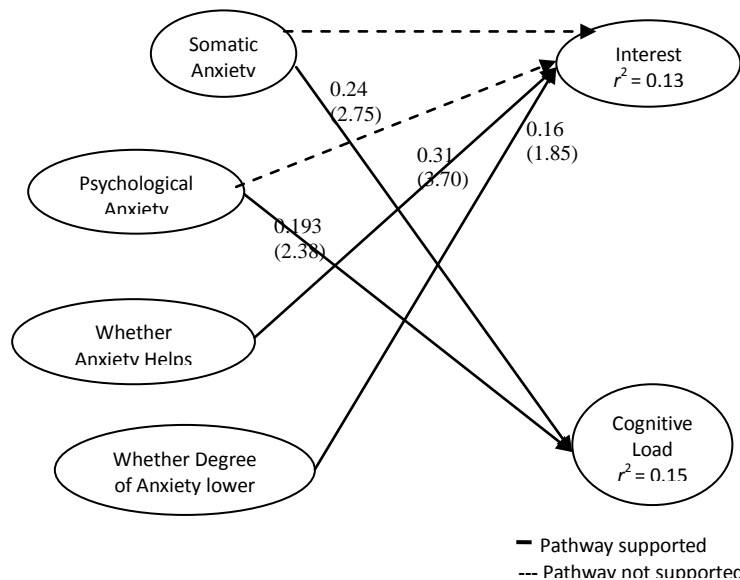 Somatic
Anxiety
Interest
r² = 0.13
0.24
(2.75)
0.16
(1.85)
0.31
(3.70)
Psychological
Anxiety
0.193
(2.38)
Whether
Anxiety Helps
Cognitive
Load
r² = 0.15
Whether Degree
of Anxiety lower
Pathway supported
--- Pathway not supported